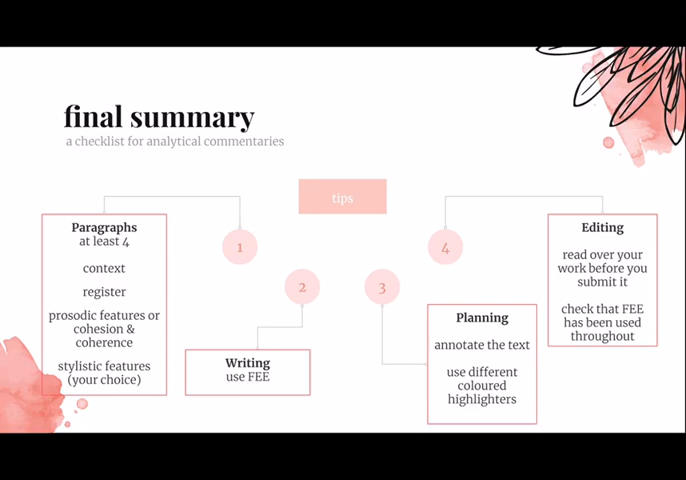 final summary
a checklist for analytical commentaries
tips
1
2
3
4
Paragraphs
at least 4
context
register
prosodic features or
cohesion &
coherence
stylistic features
(your choice)
Writing
use FEE
Planning
annotate the text
use different
coloured
highlighters
Editing
read over your
work before you
submit it
check that FEE
has been used
throughout